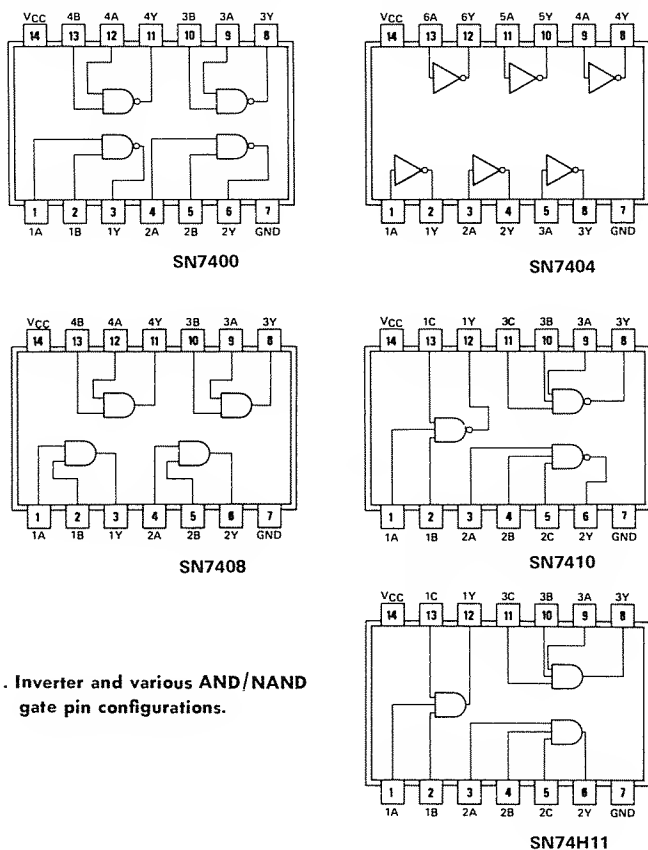 VCC 4B 4A 4Y 3B 3A 3Y
14 13 12 11 10 9 8
1 2 3 4 5 6 7
1A 1B 1Y 2A 2B 2Y GND
SN7400
VCC 6A 6Y 5A 5Y 4A 4Y
14 13 12 11 10 9 8
1 2 3 4 5 6 7
1A 1Y 2A 2Y 3A 3Y GND
SN7404
VCC 4B 4A 4Y 3B 3A 3Y
14 13 12 11 10 9 8
1 2 3 4 5 6 7
1A 1B 1Y 2A 2B 2Y GND
SN7408
VCC 1C 1Y 3C 3B 3A 3Y
14 13 12 11 10 9 8
1 2 3 4 5 6 7
1A 1B 2A 2B 2C 2Y GND
SN7410
. Inverter and various AND/NAND
gate pin configurations.
VCC 1C 1Y 3C 3B 3A 3Y
14 13 12 11 10 9 8
1 2 3 4 5 6 7
1A 1B 2A 2B 2C 2Y GND
SN74H11